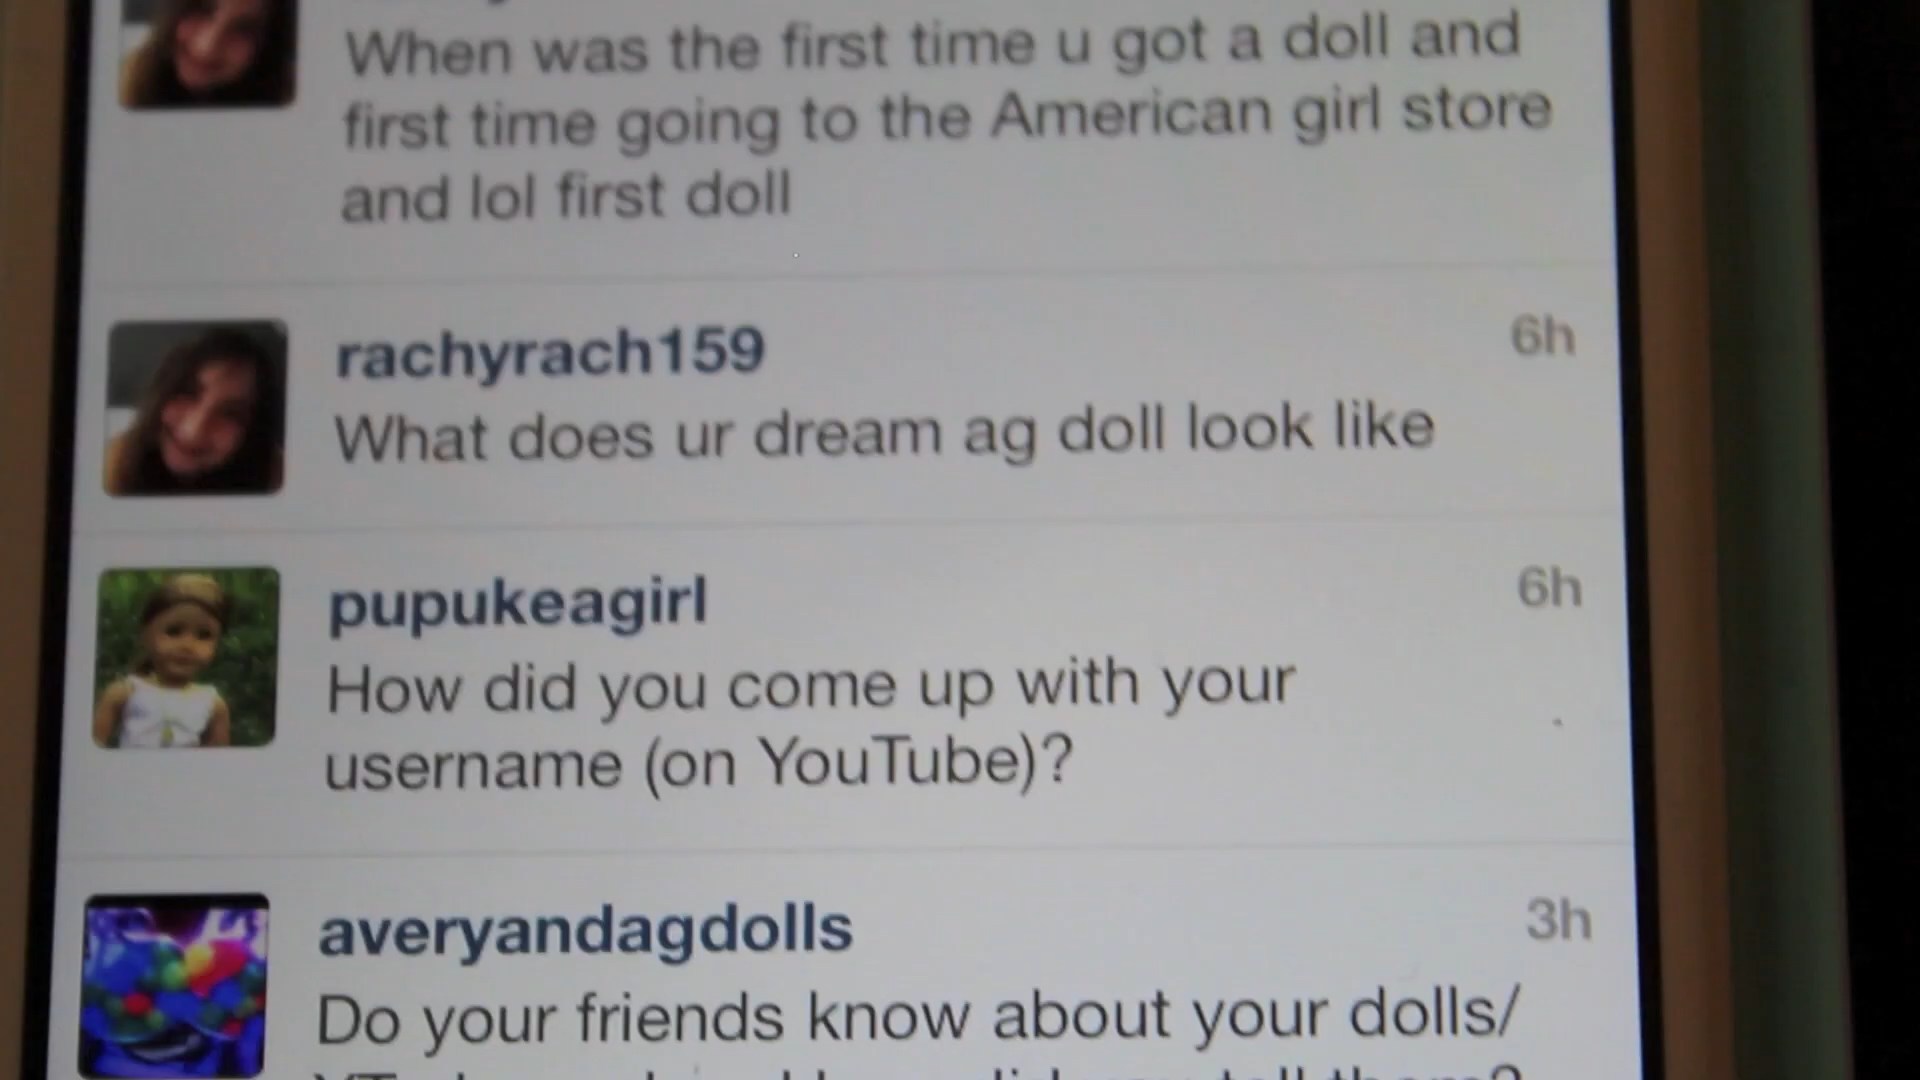 When was the first time u got a doll and
first time going to the American girl store
and lol first doll
rachyrach159
6h
What does ur dream ag doll look like
pupukeagirl
6h
How did you come up with your
username (on YouTube)?
averyandagdolls
3h
Do your friends know about your dolls/